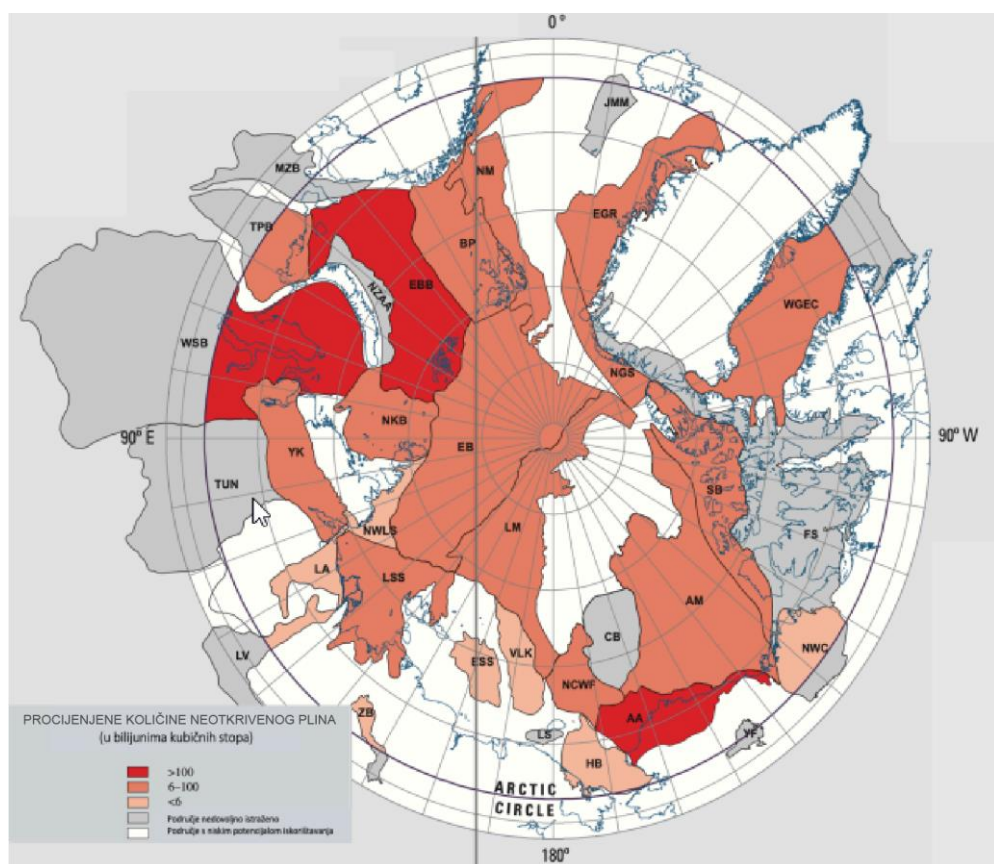 0°
JMM
MZB
NM
EGR
TPB
BP
EBB
NZAA
WGEC
WSB
NGS
NKB
90° E
EB
90° W
YK
TUN
SB
NWLS
LM
FS
LA
LSS
AM
CB
NWC
LV
ESS
VLK
NCWF
ZB
AA
LS
YF
HB
ARCTIC
CIRCLE
180°
PROCIJENJENE KOLIČINE NEOTKRIVENOG PLINA
(u bilijunima kubičnih stopa)
>100
6–100
<6
Područje nedovoljno istraženo
Područje s niskim potencijalom iskorištavanja